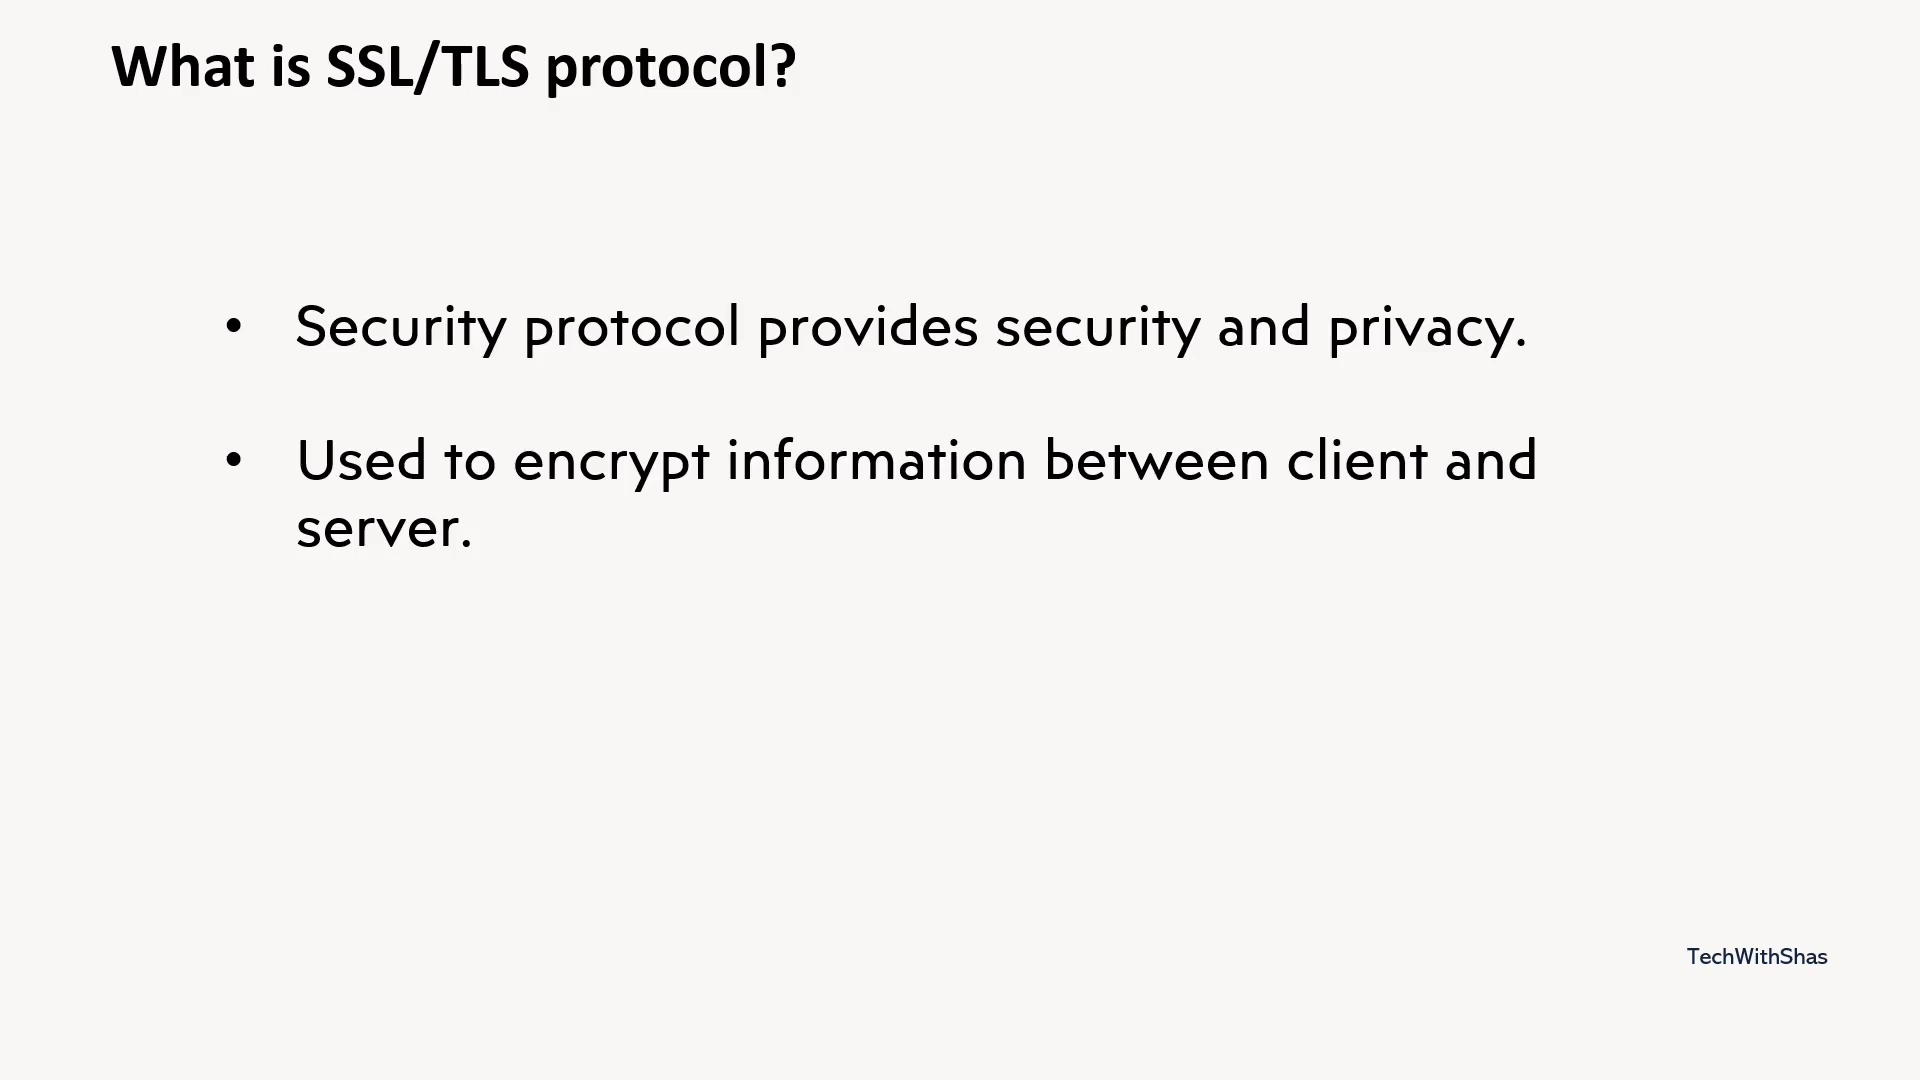 What is SSL/TLS protocol?
• Security protocol provides security and privacy.
• Used to encrypt information between client and
server.
TechWithShas